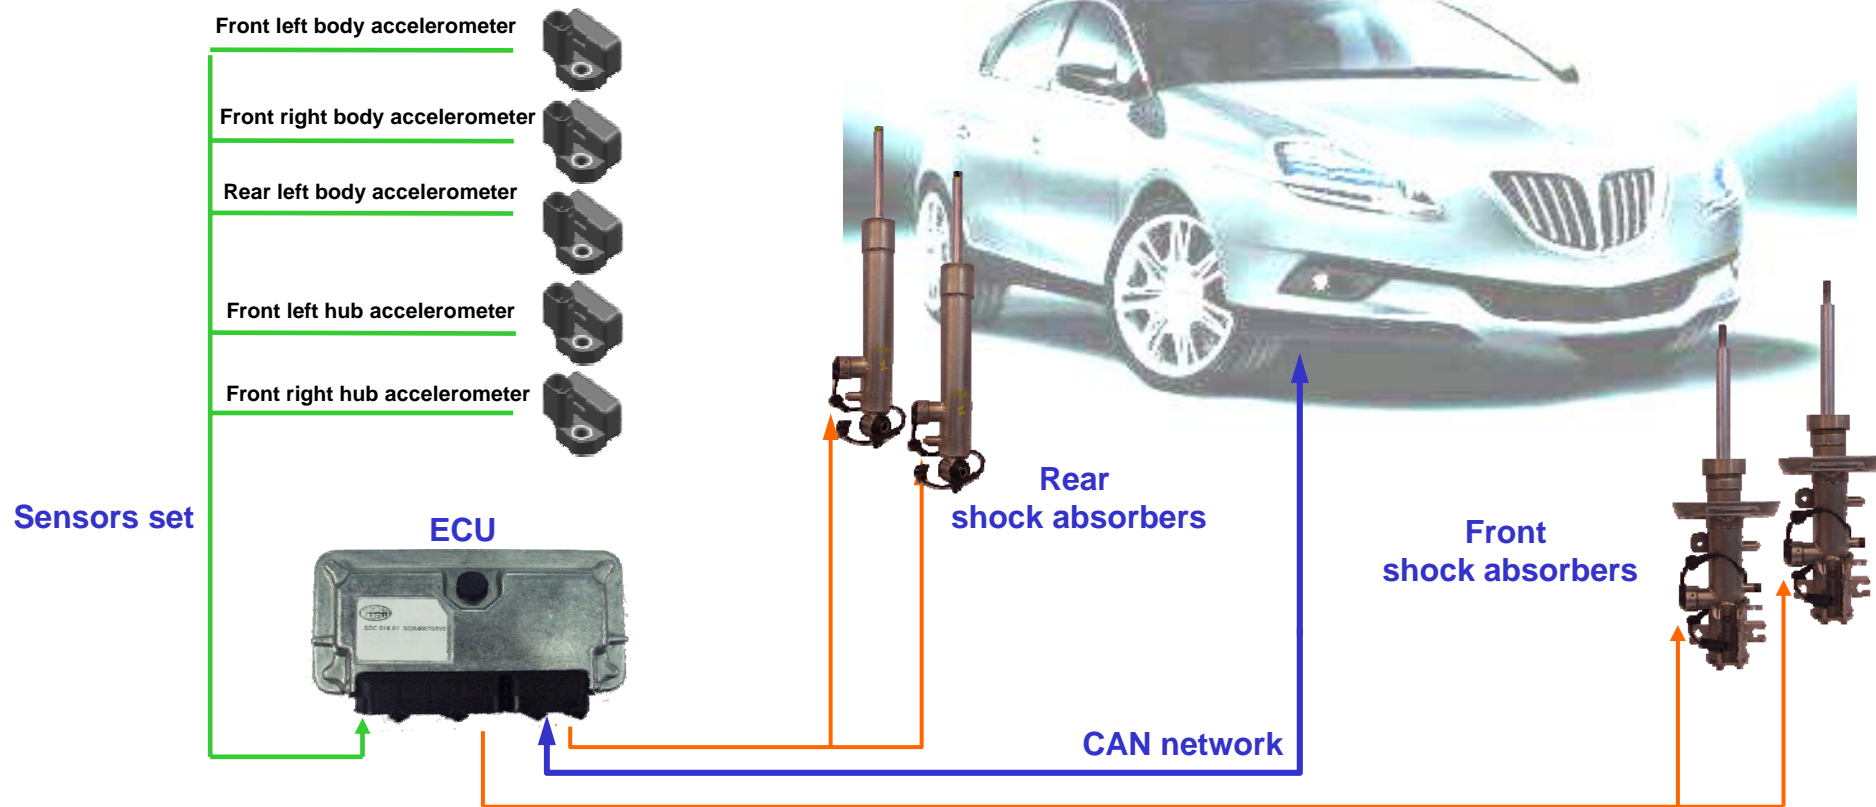 Front left body accelerometer
Front right body accelerometer
Rear left body accelerometer
Front left hub accelerometer
Front right hub accelerometer
Sensors set
ECU
Rear
shock absorbers
Front
shock absorbers
CAN network